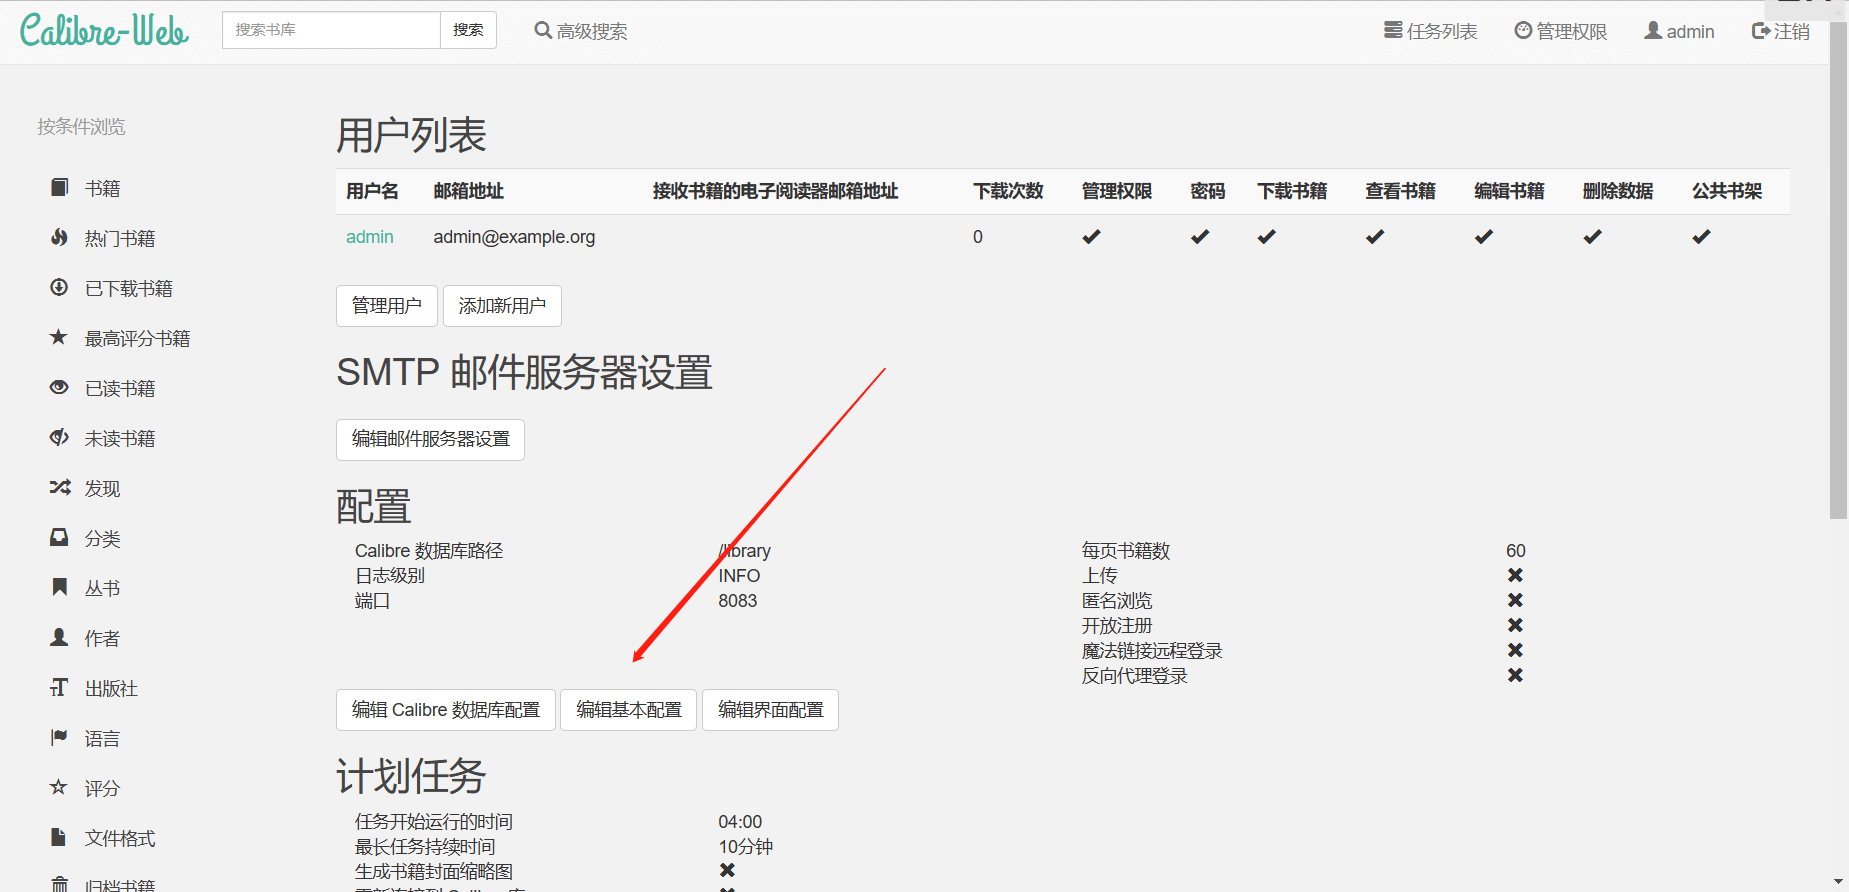 Calibre-Web
搜索书库
搜索
高级搜索
任务列表
管理权限
admin
注销
按条件浏览
书籍
热门书籍
已下载书籍
最高评分书籍
已读书籍
未读书籍
发现
分类
丛书
作者
出版社
语言
评分
文件格式
归档书籍
用户列表
用户名 邮箱地址 接收书籍的电子阅读器邮箱地址 下载次数 管理权限 密码 下载书籍 查看书籍 编辑书籍 删除数据 公共书架
admin admin@example.org 0
管理用户 添加新用户
SMTP 邮件服务器设置
编辑邮件服务器设置
配置
Calibre 数据库路径 /library
日志级别 INFO
端口 8083
每页书籍数 60
上传
匿名浏览
开放注册
魔法链接远程登录
反向代理登录
编辑 Calibre 数据库配置 编辑基本配置 编辑界面配置
计划任务
任务开始运行的时间 04:00
最长任务持续时间 10分钟
生成书籍封面缩略图
重新连接到 Calibre 库